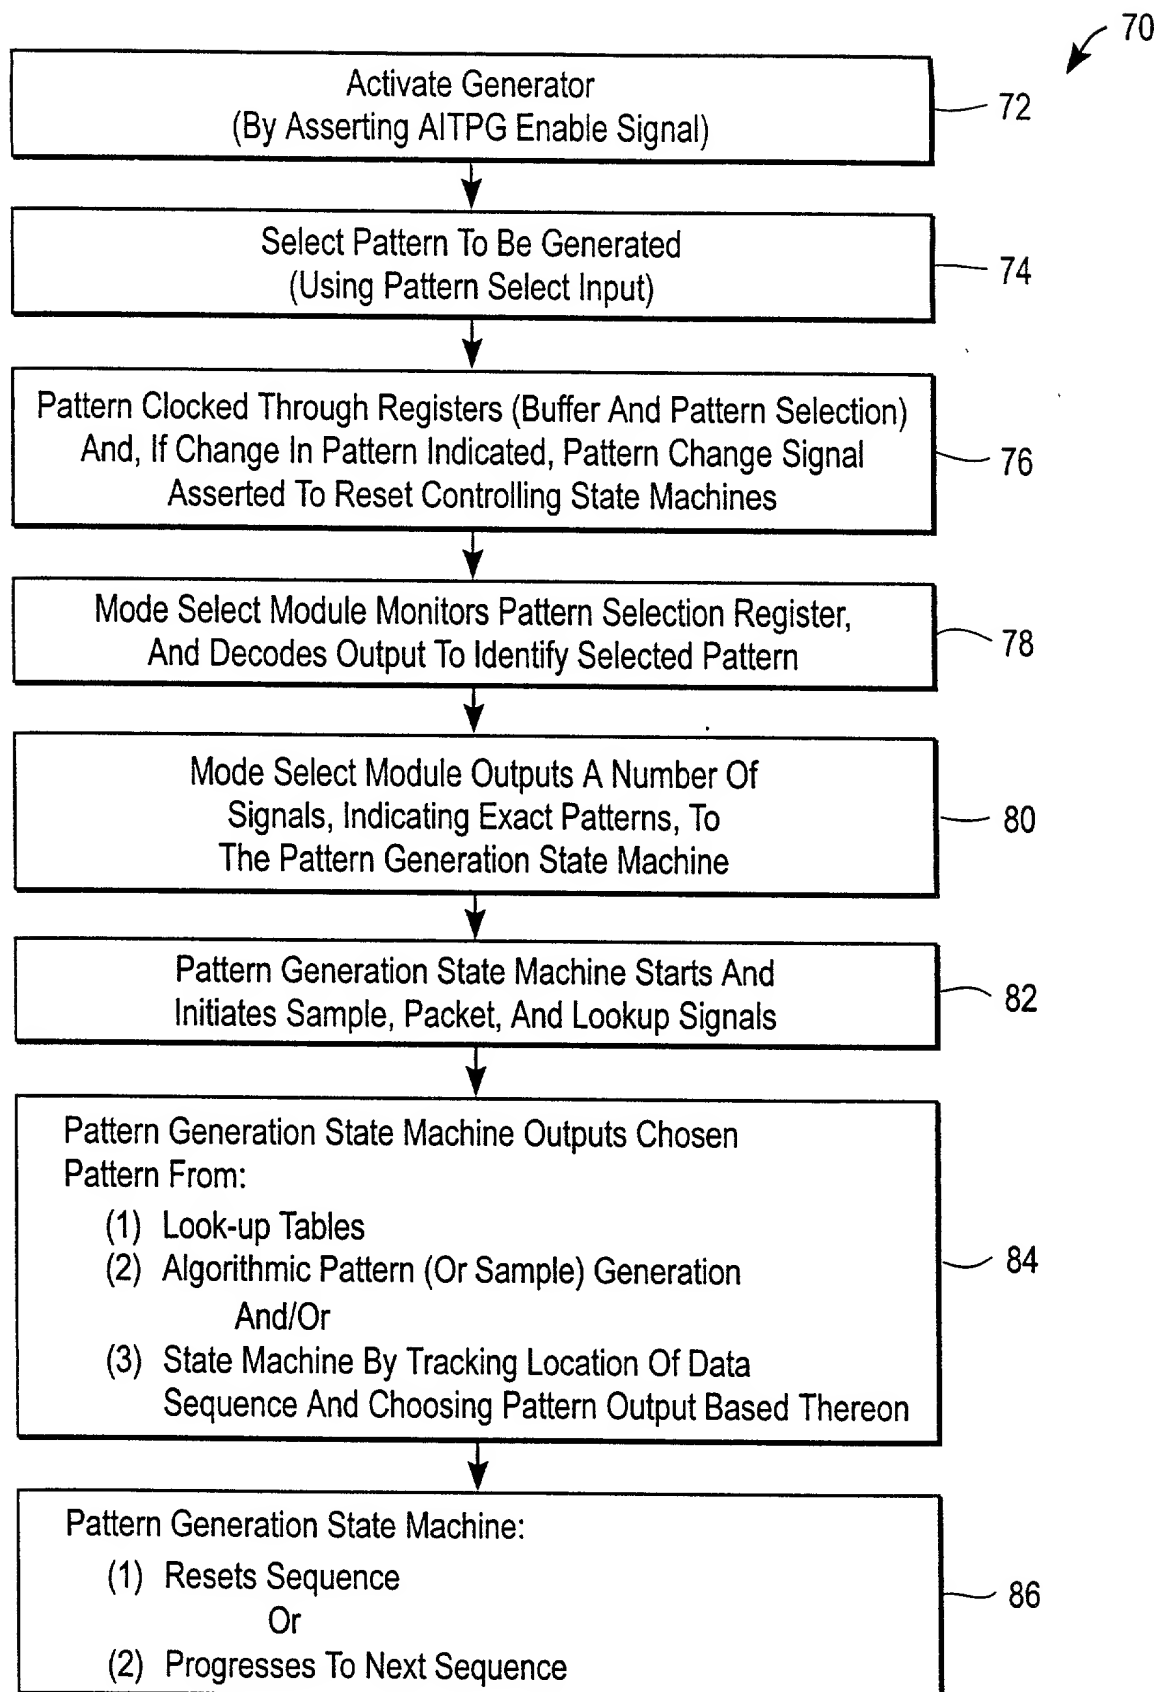 70
Activate Generator
(By Asserting AITPG Enable Signal)
72
Select Pattern To Be Generated
(Using Pattern Select Input)
74
Pattern Clocked Through Registers (Buffer And Pattern Selection)
And, If Change In Pattern Indicated, Pattern Change Signal
Asserted To Reset Controlling State Machines
76
Mode Select Module Monitors Pattern Selection Register,
And Decodes Output To Identify Selected Pattern
78
Mode Select Module Outputs A Number Of
Signals, Indicating Exact Patterns, To
The Pattern Generation State Machine
80
Pattern Generation State Machine Starts And
Initiates Sample, Packet, And Lookup Signals
82
Pattern Generation State Machine Outputs Chosen
Pattern From:
(1) Look-up Tables
(2) Algorithmic Pattern (Or Sample) Generation
And/Or
(3) State Machine By Tracking Location Of Data
Sequence And Choosing Pattern Output Based Thereon
84
Pattern Generation State Machine:
(1) Resets Sequence
Or
(2) Progresses To Next Sequence
86